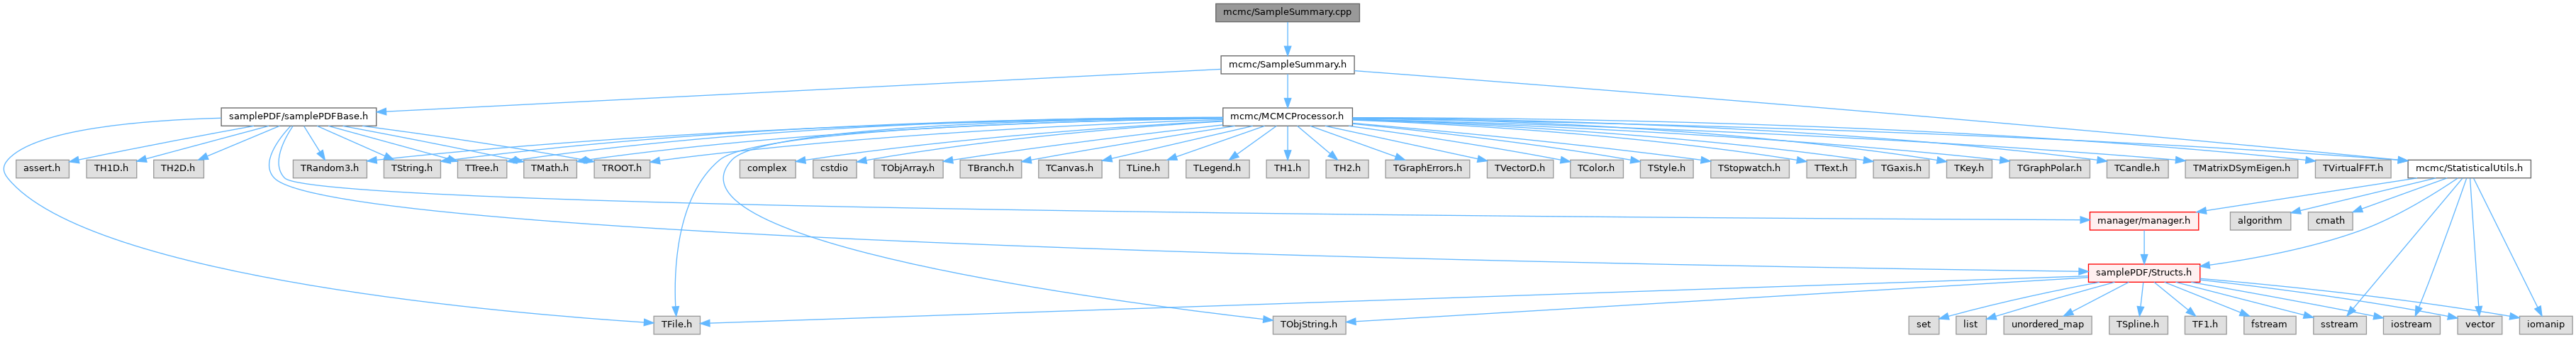 mcmc/SampleSummary.cpp
mcmc/SampleSummary.h
samplePDF/samplePDFBase.h
mcmc/MCMCProcessor.h
assert.h
TH1D.h
TH2D.h
TRandom3.h
TString.h
TTree.h
TMath.h
TROOT.h
complex
cstdio
TObjArray.h
TBranch.h
TCanvas.h
TLine.h
TLegend.h
TH1.h
TH2.h
TGraphErrors.h
TVectorD.h
TColor.h
TStyle.h
TStopwatch.h
TText.h
TGaxis.h
TKey.h
TGraphPolar.h
TCandle.h
TMatrixDSymEigen.h
TVirtualFFT.h
mcmc/StatisticalUtils.h
manager/manager.h
algorithm
cmath
samplePDF/Structs.h
TFile.h
TObjString.h
set
list
unordered_map
TSpline.h
TF1.h
fstream
sstream
iostream
vector
iomanip